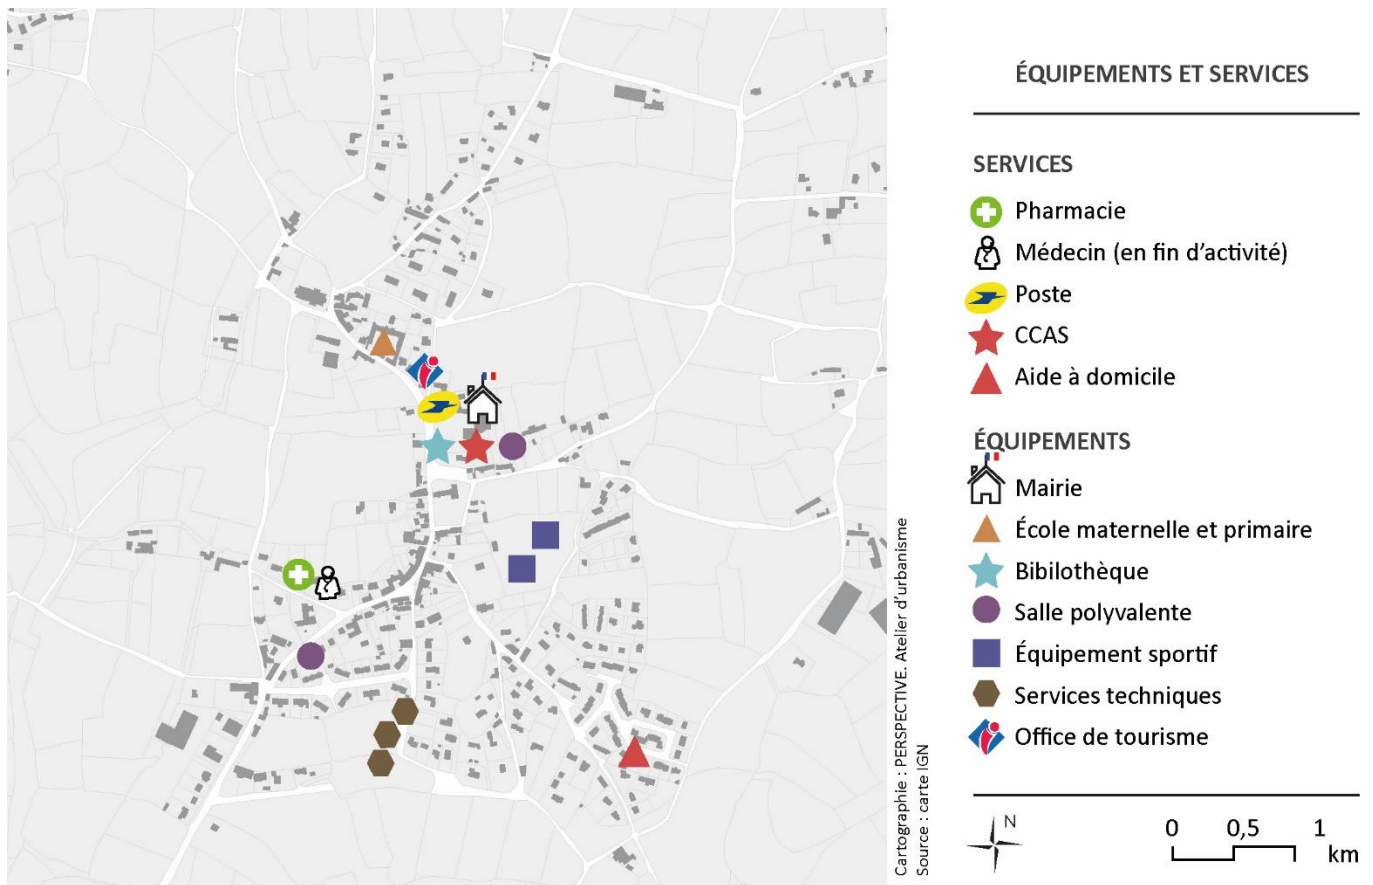 ÉQUIPEMENTS ET SERVICES
SERVICES
Pharmacie
Médecin (en fin d’activité)
Poste
CCAS
Aide à domicile
ÉQUIPEMENTS
Mairie
École maternelle et primaire
Bibilothèque
Salle polyvalente
Équipement sportif
Services techniques
Office de tourisme
N
0 0,5 1
km
Cartographie : PERSPECTIVE. Atelier d’urbanisme
Source : carte IGN